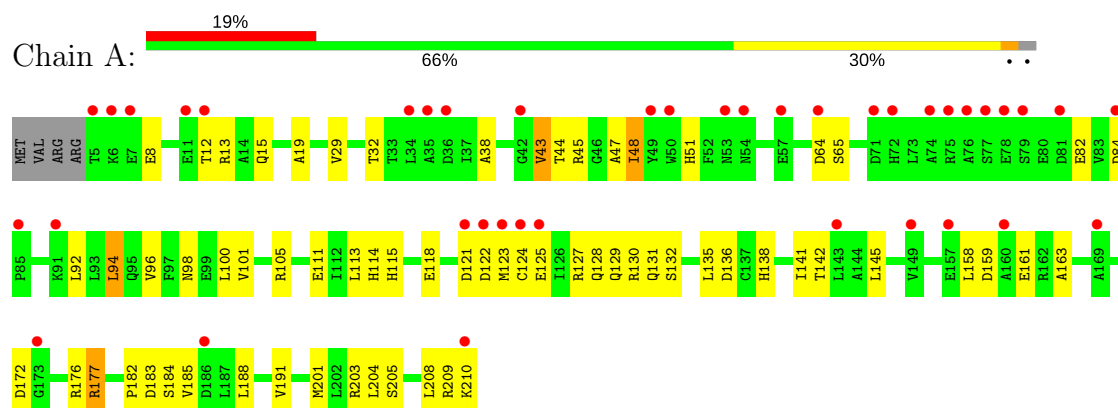 19%
Chain A:
66% 30% • •
MET VAL ARG ARG T5 K6 E7 E8 E11 T12 R13 A14 Q15 A19 V29 T32 T33 L34 A35 D36 I37 A38 G42 V43 T44 R45 G46 A47 I48 Y49 W50 H51 F52 N53 N54 E57 D64 S65 D71 H72 L73 A74 R75 A76 S77 E78 S79 E80 D81 E82 V83 D84
P85 K91 L92 L93 L94 Q95 V96 F97 N98 E99 L100 V101 R105 E111 I112 L113 H114 H115 E118 D121 D122 M123 C124 E125 I126 R127 Q128 Q129 R130 Q131 S132 L135 D136 C137 H138 I141 T142 L143 A144 L145 V149 E157 L158 D159 A160 E161 R162 A163 A169
D172 G173 R176 R177 P182 D183 S184 V185 D186 L187 L188 V191 M201 L202 R203 L204 S205 L208 R209 K210